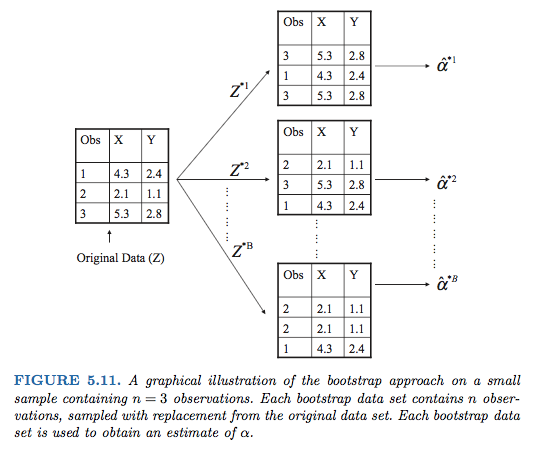 Obs X Y
3 5.3 2.8
1 4.3 2.4
3 5.3 2.8
Z*1
α̂*1
Obs X Y
1 4.3 2.4
2 2.1 1.1
3 5.3 2.8
Original Data (Z)
Z*2
Obs X Y
2 2.1 1.1
3 5.3 2.8
1 4.3 2.4
α̂*2
Z*B
Obs X Y
2 2.1 1.1
2 2.1 1.1
1 4.3 2.4
α̂*B
FIGURE 5.11. A graphical illustration of the bootstrap approach on a small
sample containing n = 3 observations. Each bootstrap data set contains n obser-
vations, sampled with replacement from the original data set. Each bootstrap data
set is used to obtain an estimate of α.